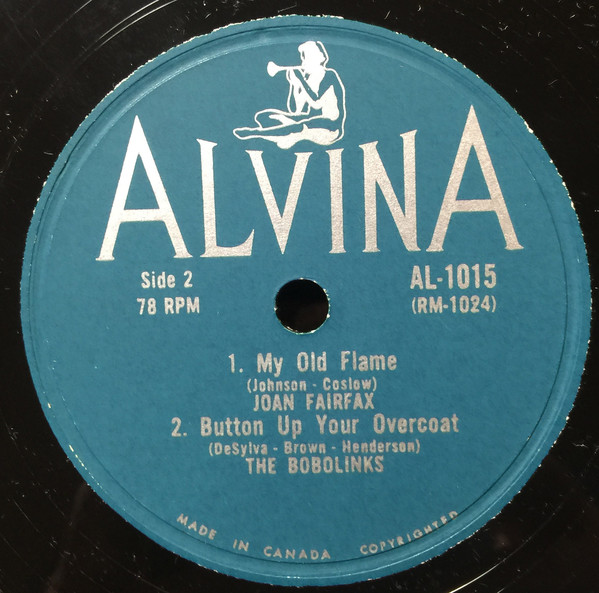 ALVINA
Side 2
78 RPM
AL-1015
(RM-1024)
1. My Old Flame
(Johnson - Coslow)
JOAN FAIRFAX
2. Button Up Your Overcoat
(DeSylva - Brown - Henderson)
THE BOBOLINKS
MADE IN CANADA COPYRIGHTED